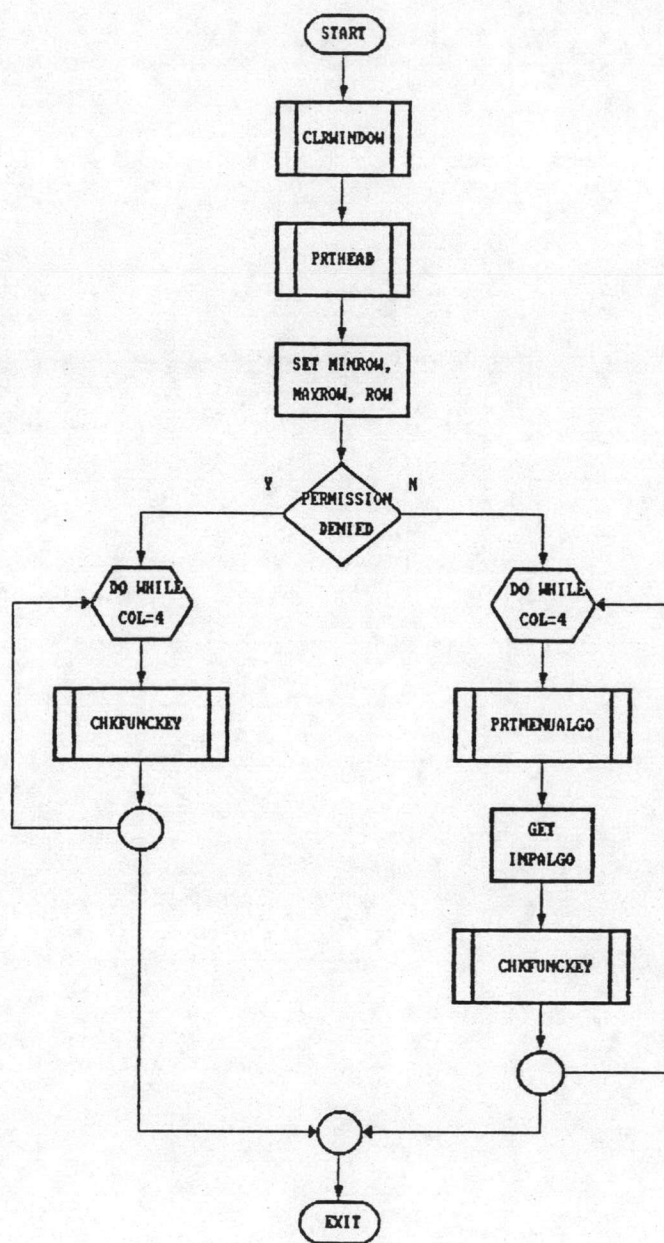 START
CLRWINDOW
PRTHEAD
SET MINROW,
MAXROW, ROW
Y
PERMISSION
DENIED
N
DO WHILE
COL=4
DO WHILE
COL=4
CHKFUNCKEY
PRTMENUALGO
GET
IMPALGO
CHKFUNCKEY
EXIT